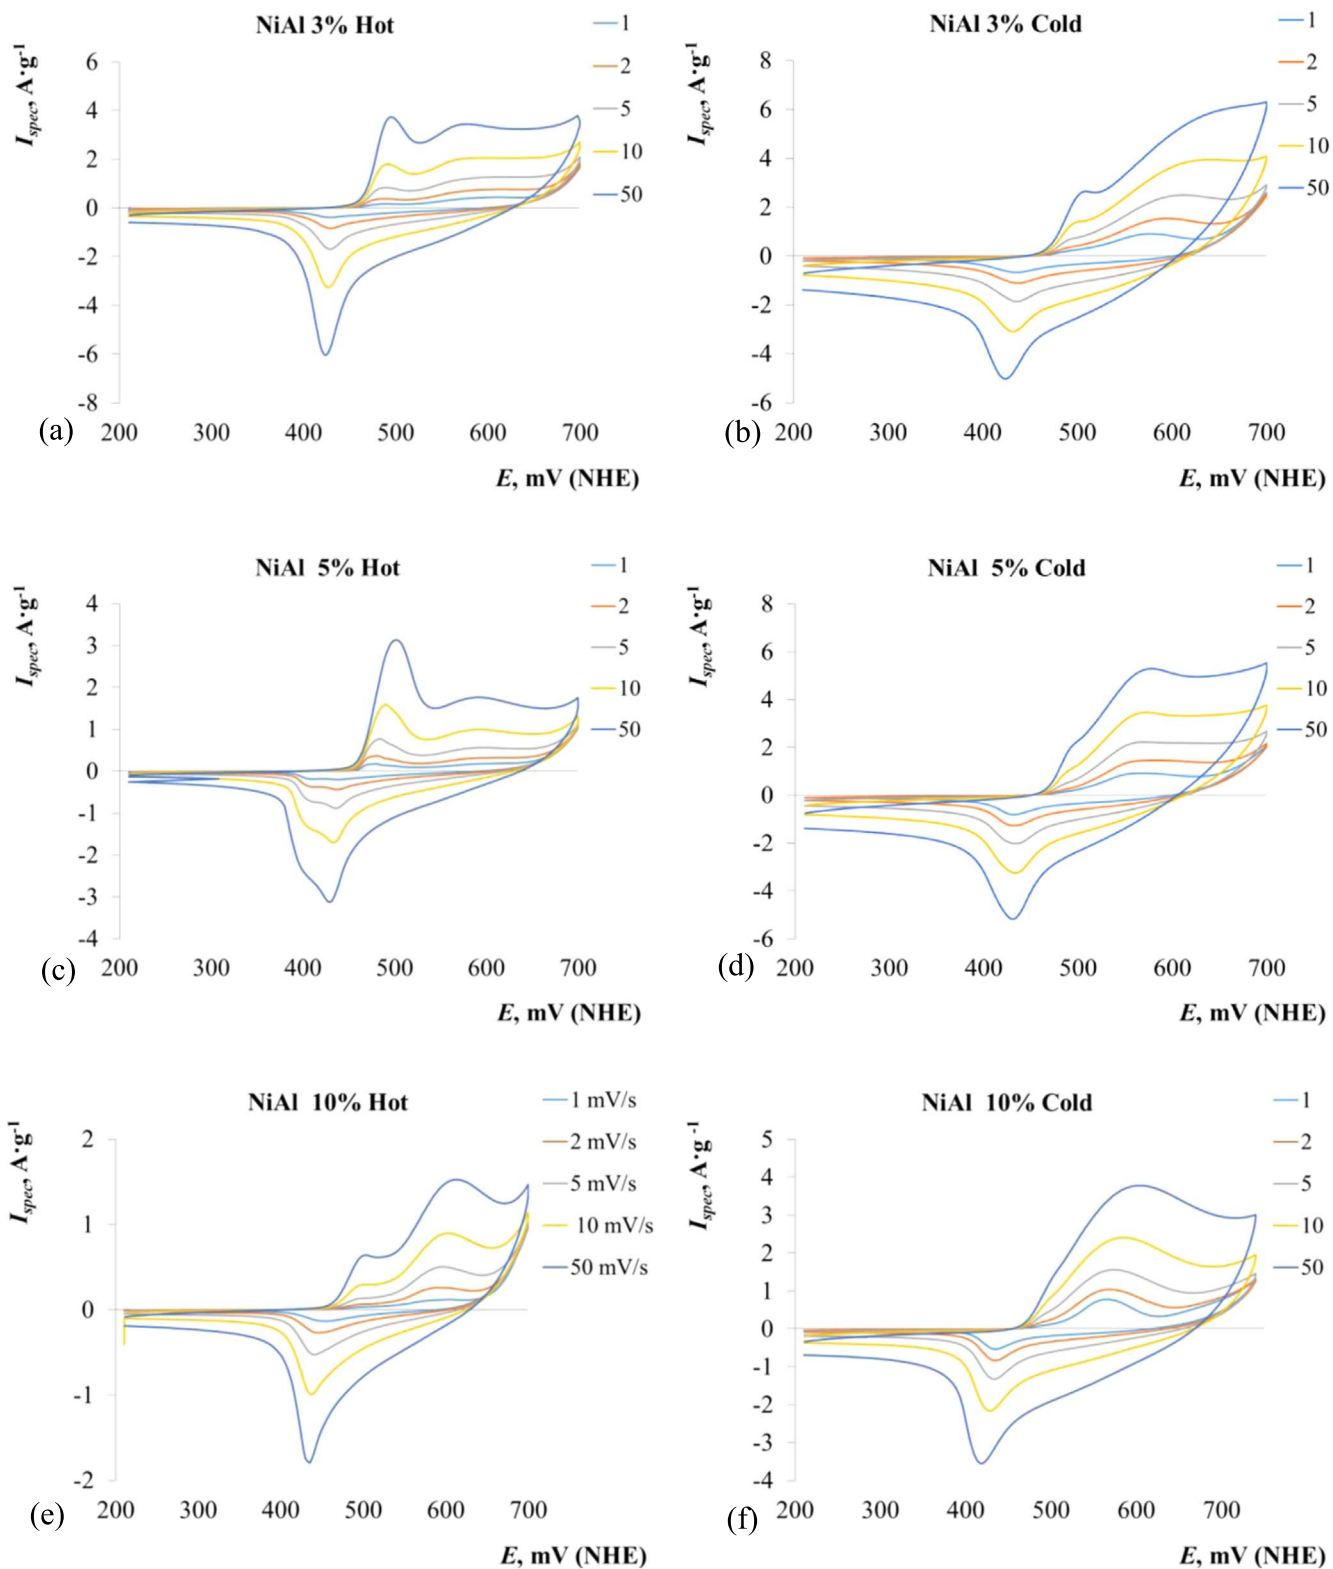 NiAl 3% Hot
I_spec, A·g⁻¹
6
4
2
0
-2
-4
-6
-8
200 300 400 500 600 700
E, mV (NHE)
1
2
5
10
50
(a)
NiAl 3% Cold
I_spec, A·g⁻¹
8
6
4
2
0
-2
-4
-6
200 300 400 500 600 700
E, mV (NHE)
1
2
5
10
50
(b)
NiAl 5% Hot
I_spec, A·g⁻¹
4
3
2
1
0
-1
-2
-3
-4
200 300 400 500 600 700
E, mV (NHE)
1
2
5
10
50
(c)
NiAl 5% Cold
I_spec, A·g⁻¹
8
6
4
2
0
-2
-4
-6
200 300 400 500 600 700
E, mV (NHE)
1
2
5
10
50
(d)
NiAl 10% Hot
I_spec, A·g⁻¹
2
1
0
-1
-2
200 300 400 500 600 700
E, mV (NHE)
1 mV/s
2 mV/s
5 mV/s
10 mV/s
50 mV/s
(e)
NiAl 10% Cold
I_spec, A·g⁻¹
5
4
3
2
1
0
-1
-2
-3
-4
200 300 400 500 600 700
E, mV (NHE)
1
2
5
10
50
(f)